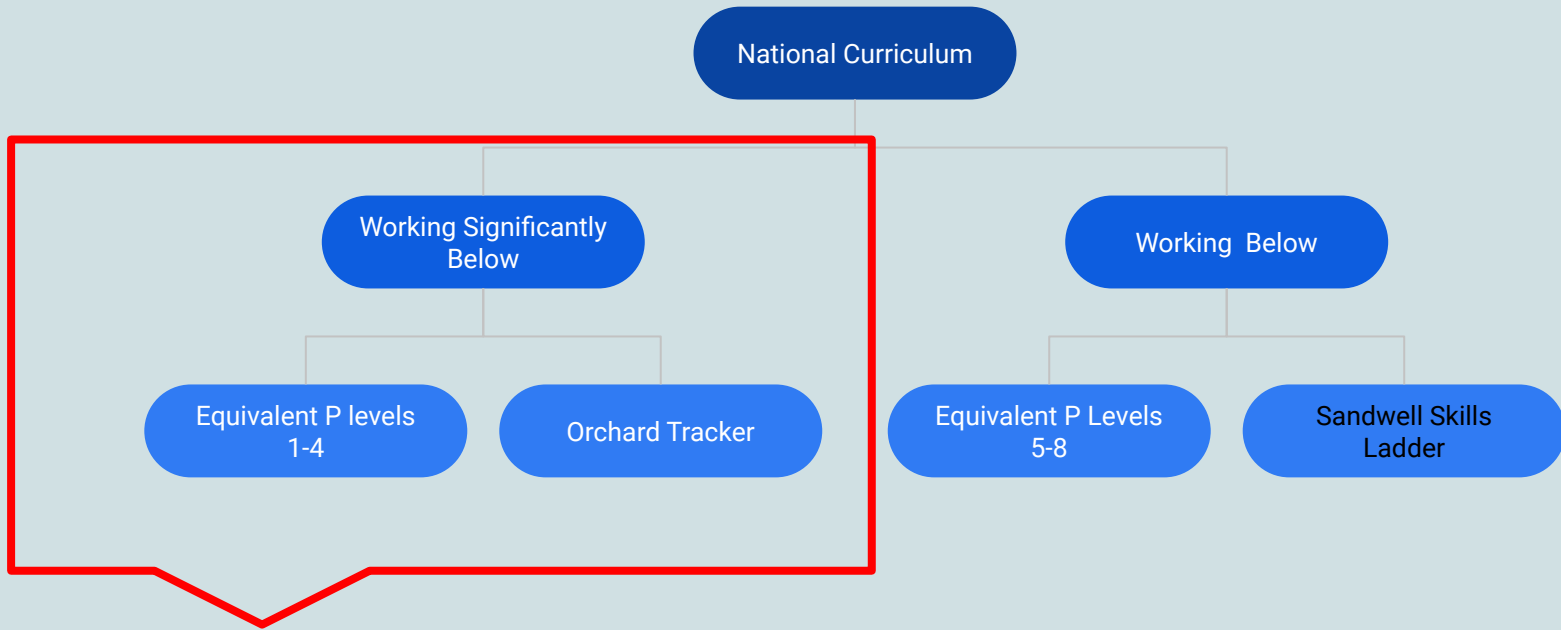 National Curriculum
Working Significantly
Below
Working  Below
Equivalent P levels
1-4
Orchard Tracker
Equivalent P Levels
5-8
Sandwell Skills
Ladder